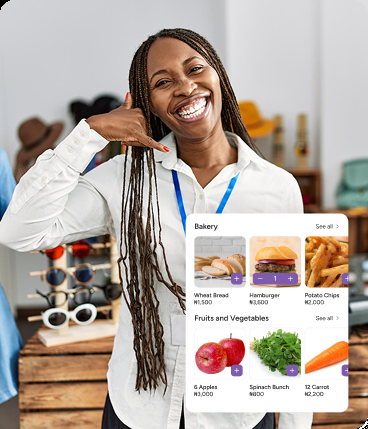 Bakery See all >
Wheat Bread Hamburger Potato Chips
₦1,500 ₦3,600 ₦2,000
Fruits and Vegetables See all >
6 Apples Spinach Bunch 12 Carrot
₦3,000 ₦800 ₦2,200